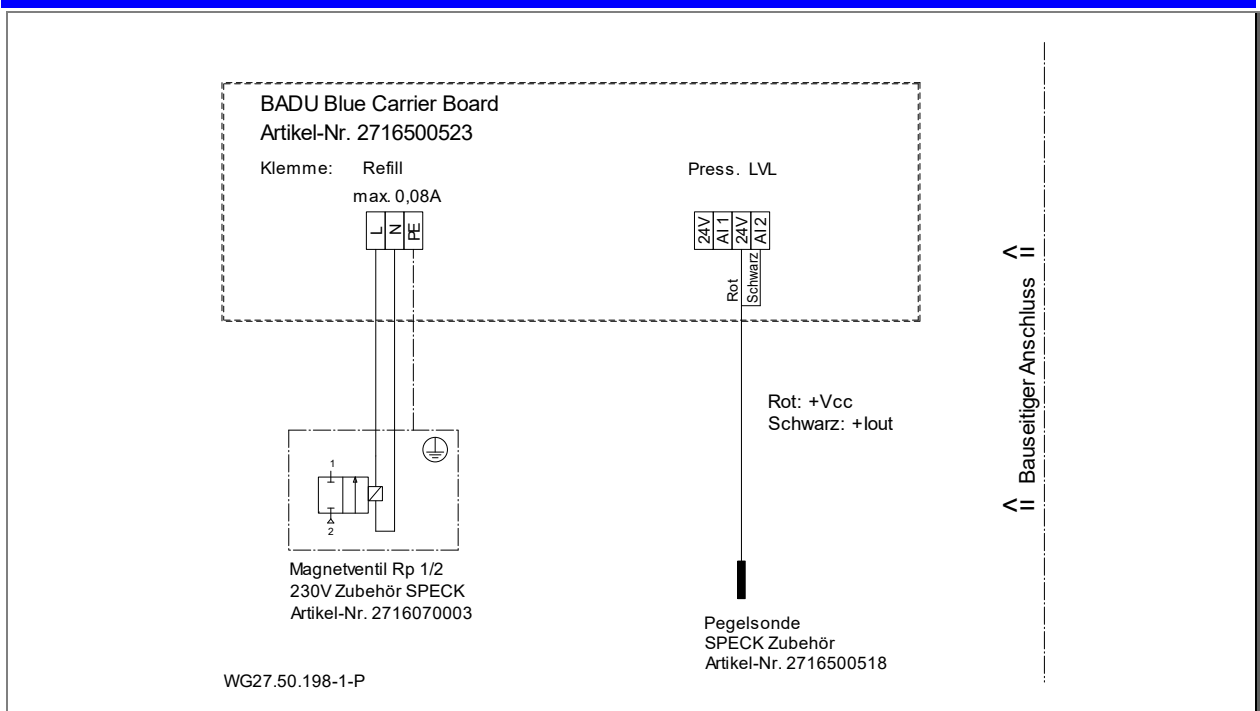 BADU Blue Carrier Board
Artikel-Nr. 2716500523
Klemme: Refill
max. 0,08A
L
N
PE
Press. LVL
24V
AI 1
24V
AI 2
Rot
Schwarz
Rot: +Vcc
Schwarz: +Iout
<= Bauseitiger Anschluss <=
1
2
Magnetventil Rp 1/2
230V Zubehör SPECK
Artikel-Nr. 2716070003
Pegelsonde
SPECK Zubehör
Artikel-Nr. 2716500518
WG27.50.198-1-P